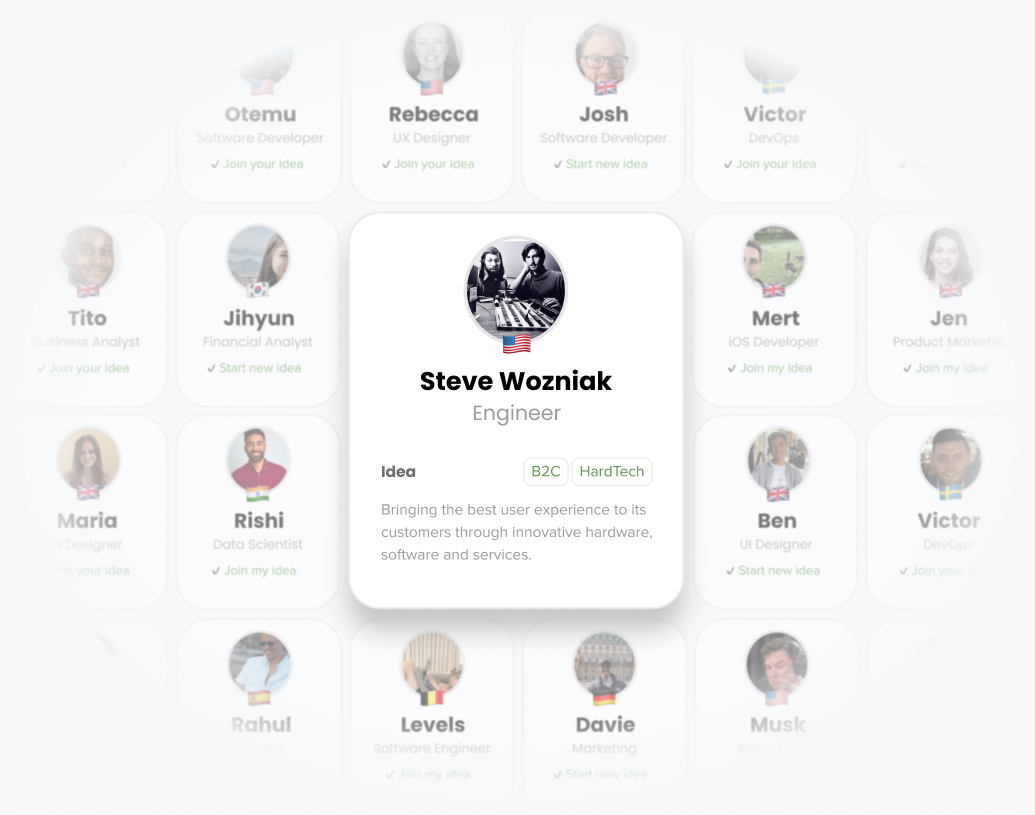 Otemu
Software Developer
✓ Join your idea
Rebecca
UX Designer
✓ Join your idea
Josh
Software Developer
✓ Start new idea
Victor
DevOps
✓ Join your idea
Tito
Business Analyst
✓ Join your idea
Jihyun
Financial Analyst
✓ Start new idea
Steve Wozniak
Engineer
Idea
B2C HardTech
Bringing the best user experience to its
customers through innovative hardware,
software and services.
Mert
iOS Developer
✓ Join my idea
Jen
Product Marketer
✓ Join my idea
Maria
UI Designer
your idea
Rishi
Data Scientist
✓ Join my idea
Ben
UI Designer
✓ Start new idea
Victor
DevOps
✓ Join your idea
Rahul
DevOps
Levels
Software Engineer
✓ Join my idea
Davie
Marketing
✓ Start new idea
Musk